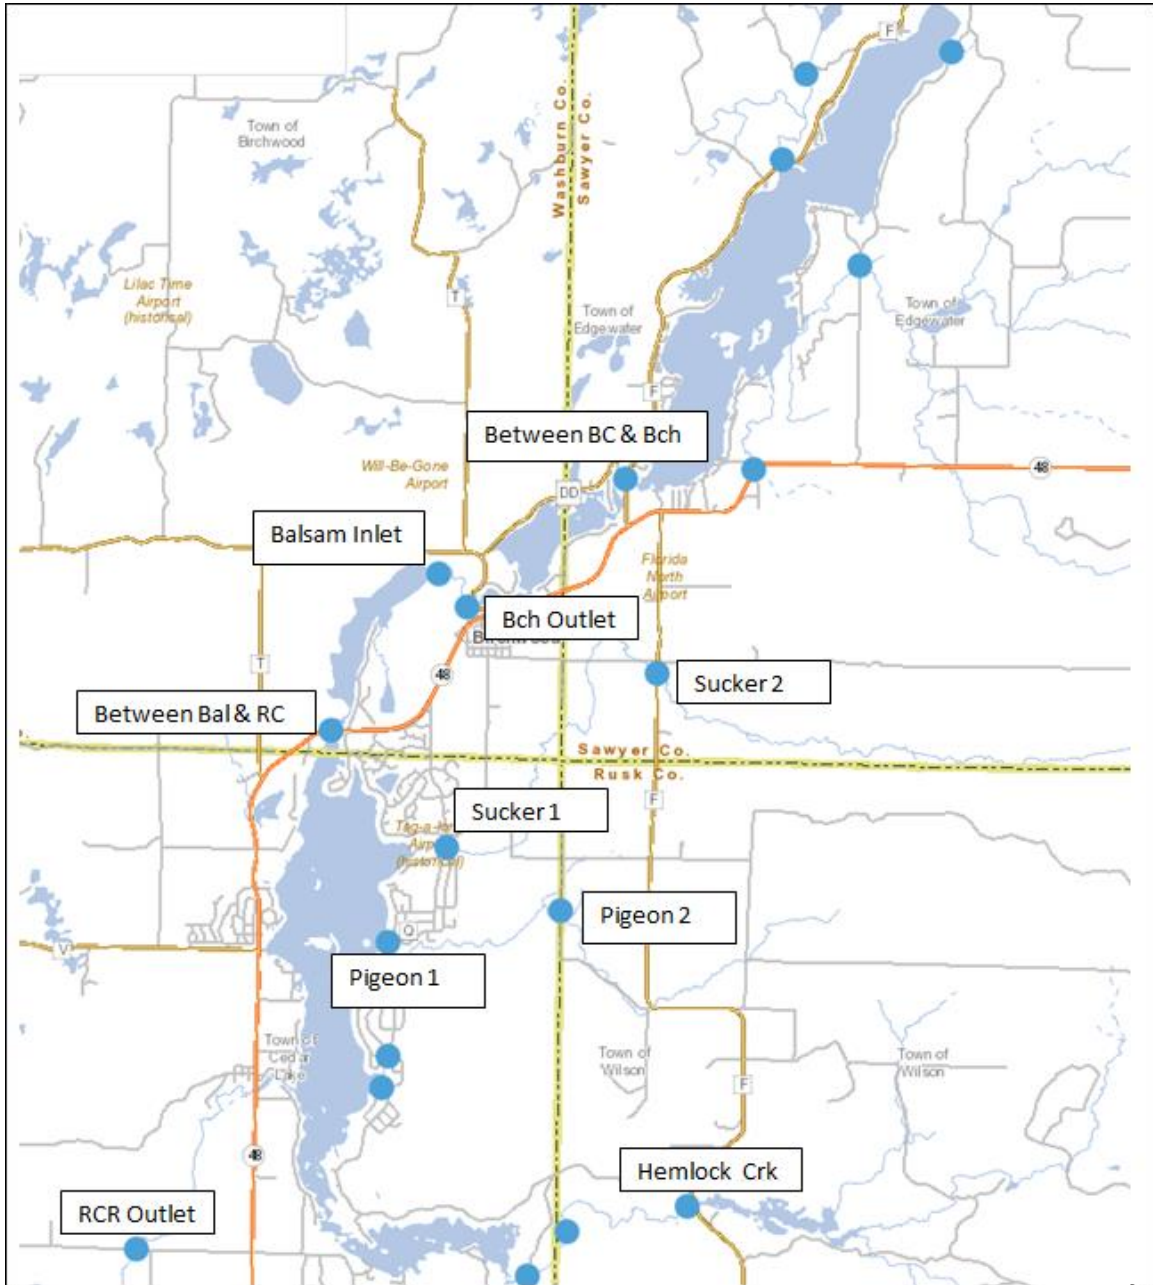 F
Town of
Birchwood
Washburn Co.
Sawyer Co.
Lilac Time
Airport
(historical)
T
Town of
Edgewater
Town of
Edgewater
F
Between BC & Bch
Will-Be-Gone
Airport
48
DD
Balsam Inlet
Florida
North
Airport
Bch Outlet
T
48
Sucker 2
Between Bal & RC
Sawyer Co.
Rusk Co.
F
Sucker 1
Airport
(historical)
Pigeon 2
Q
V
Pigeon 1
Town of
Cedar
Lake
Town of
Wilson
Town of
Wilson
F
48
Hemlock Crk
RCR Outlet